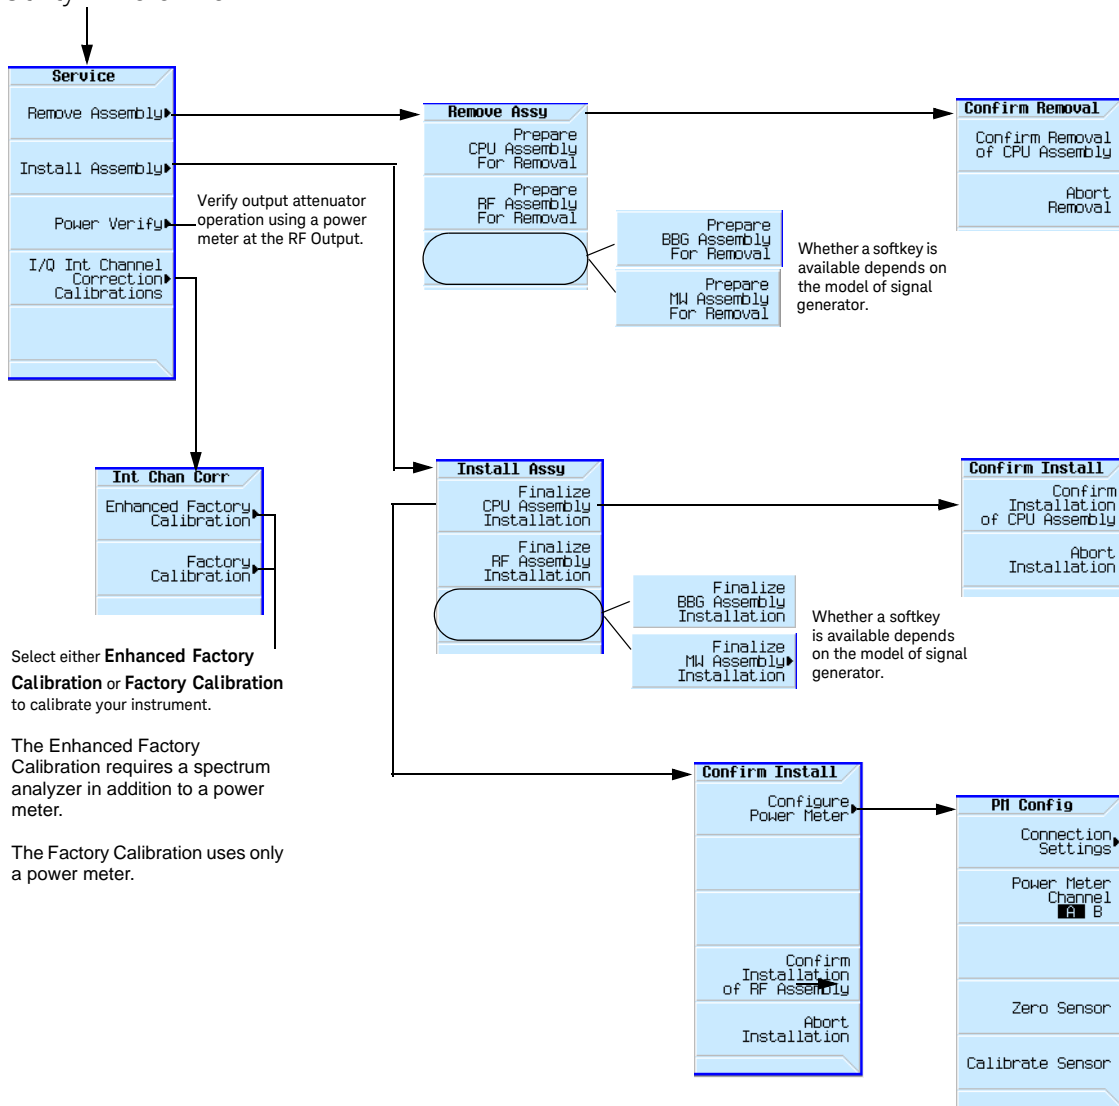 Service
Remove Assembly
Install Assembly
Power Verify
I/Q Int Channel
Correction
Calibrations
Verify output attenuator
operation using a power
meter at the RF Output.
Remove Assy
Prepare
CPU Assembly
For Removal
Prepare
RF Assembly
For Removal
Prepare
BBG Assembly
For Removal
Prepare
MW Assembly
For Removal
Whether a softkey is
available depends on
the model of signal
generator.
Confirm Removal
Confirm Removal
of CPU Assembly
Abort
Removal
Int Chan Corr
Enhanced Factory
Calibration
Factory
Calibration
Select either Enhanced Factory
Calibration or Factory Calibration
to calibrate your instrument.
The Enhanced Factory
Calibration requires a spectrum
analyzer in addition to a power
meter.
The Factory Calibration uses only
a power meter.
Install Assy
Finalize
CPU Assembly
Installation
Finalize
RF Assembly
Installation
Finalize
BBG Assembly
Installation
Finalize
MW Assembly
Installation
Whether a softkey
is available depends
on the model of signal
generator.
Confirm Install
Confirm
Installation
of CPU Assembly
Abort
Installation
Confirm Install
Configure
Power Meter
Confirm
Installation
of RF Assembly
Abort
Installation
PM Config
Connection
Settings
Power Meter
Channel
A B
Zero Sensor
Calibrate Sensor